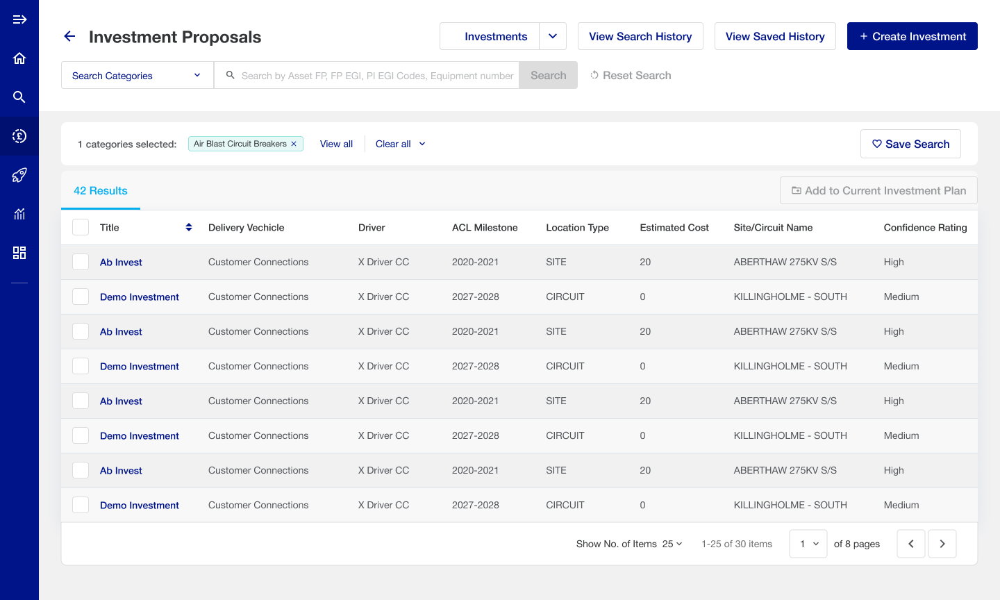 Investment Proposals
Investments
View Search History
View Saved History
+ Create Investment
Search Categories
Search by Asset FP, FP EGI, PI EGI Codes, Equipment number
Search
Reset Search
1 categories selected:
Air Blast Circuit Breakers ×
View all
Clear all
Save Search
42 Results
Add to Current Investment Plan
Title Delivery Vechicle Driver ACL Milestone Location Type Estimated Cost Site/Circuit Name Confidence Rating
Ab Invest Customer Connections X Driver CC 2020-2021 SITE 20 ABERTHAW 275KV S/S High
Demo Investment Customer Connections X Driver CC 2027-2028 CIRCUIT 0 KILLINGHOLME - SOUTH Medium
Ab Invest Customer Connections X Driver CC 2020-2021 SITE 20 ABERTHAW 275KV S/S High
Demo Investment Customer Connections X Driver CC 2027-2028 CIRCUIT 0 KILLINGHOLME - SOUTH Medium
Ab Invest Customer Connections X Driver CC 2020-2021 SITE 20 ABERTHAW 275KV S/S High
Demo Investment Customer Connections X Driver CC 2027-2028 CIRCUIT 0 KILLINGHOLME - SOUTH Medium
Ab Invest Customer Connections X Driver CC 2020-2021 SITE 20 ABERTHAW 275KV S/S High
Demo Investment Customer Connections X Driver CC 2027-2028 CIRCUIT 0 KILLINGHOLME - SOUTH Medium
Show No. of Items 25
1-25 of 30 items
1
of 8 pages